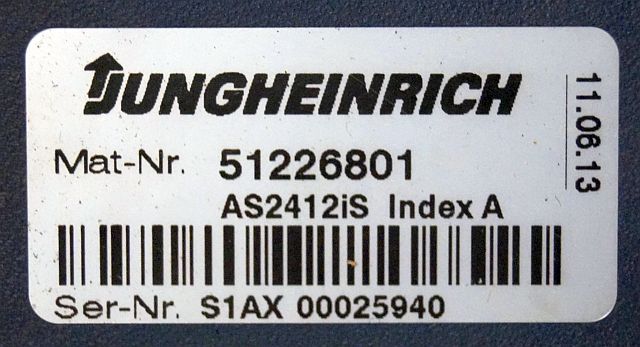 JUNGHEINRICH
Mat-Nr. 51226801
AS2412iS Index A
Ser-Nr. S1AX 00025940
11.06.13